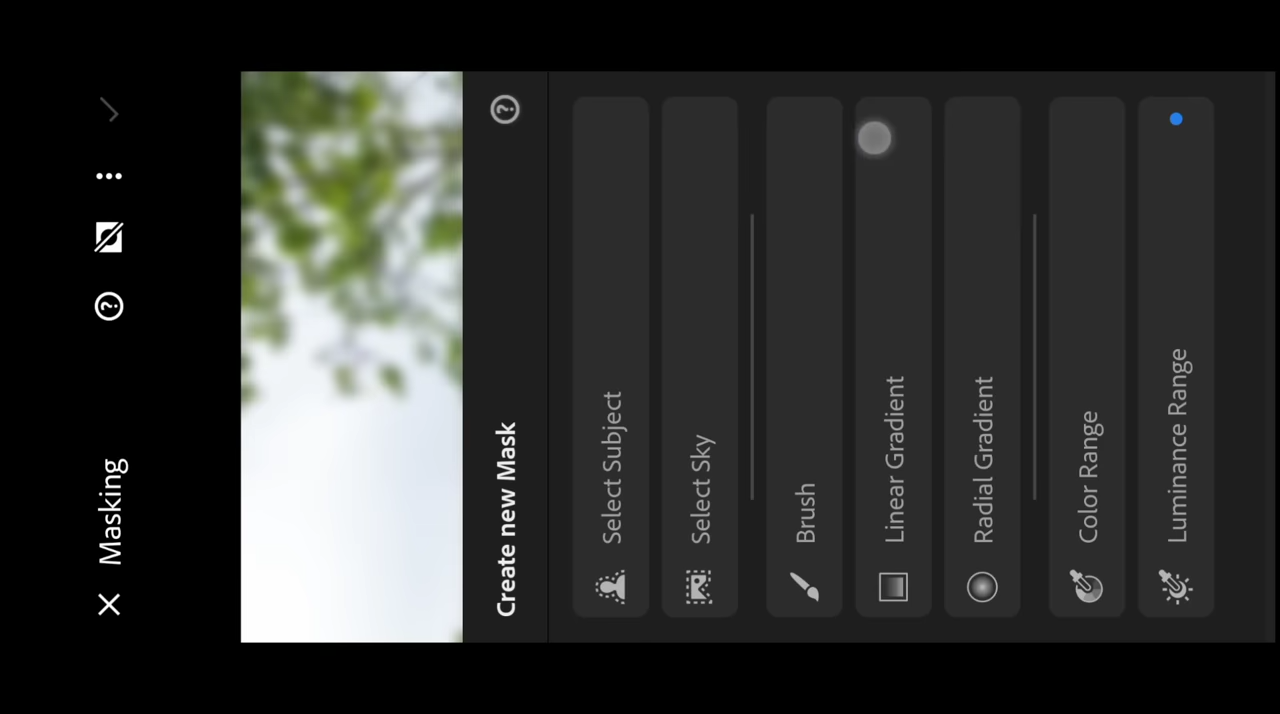 Masking
Create new Mask
Select Subject
Select Sky
Brush
Linear Gradient
Radial Gradient
Color Range
Luminance Range